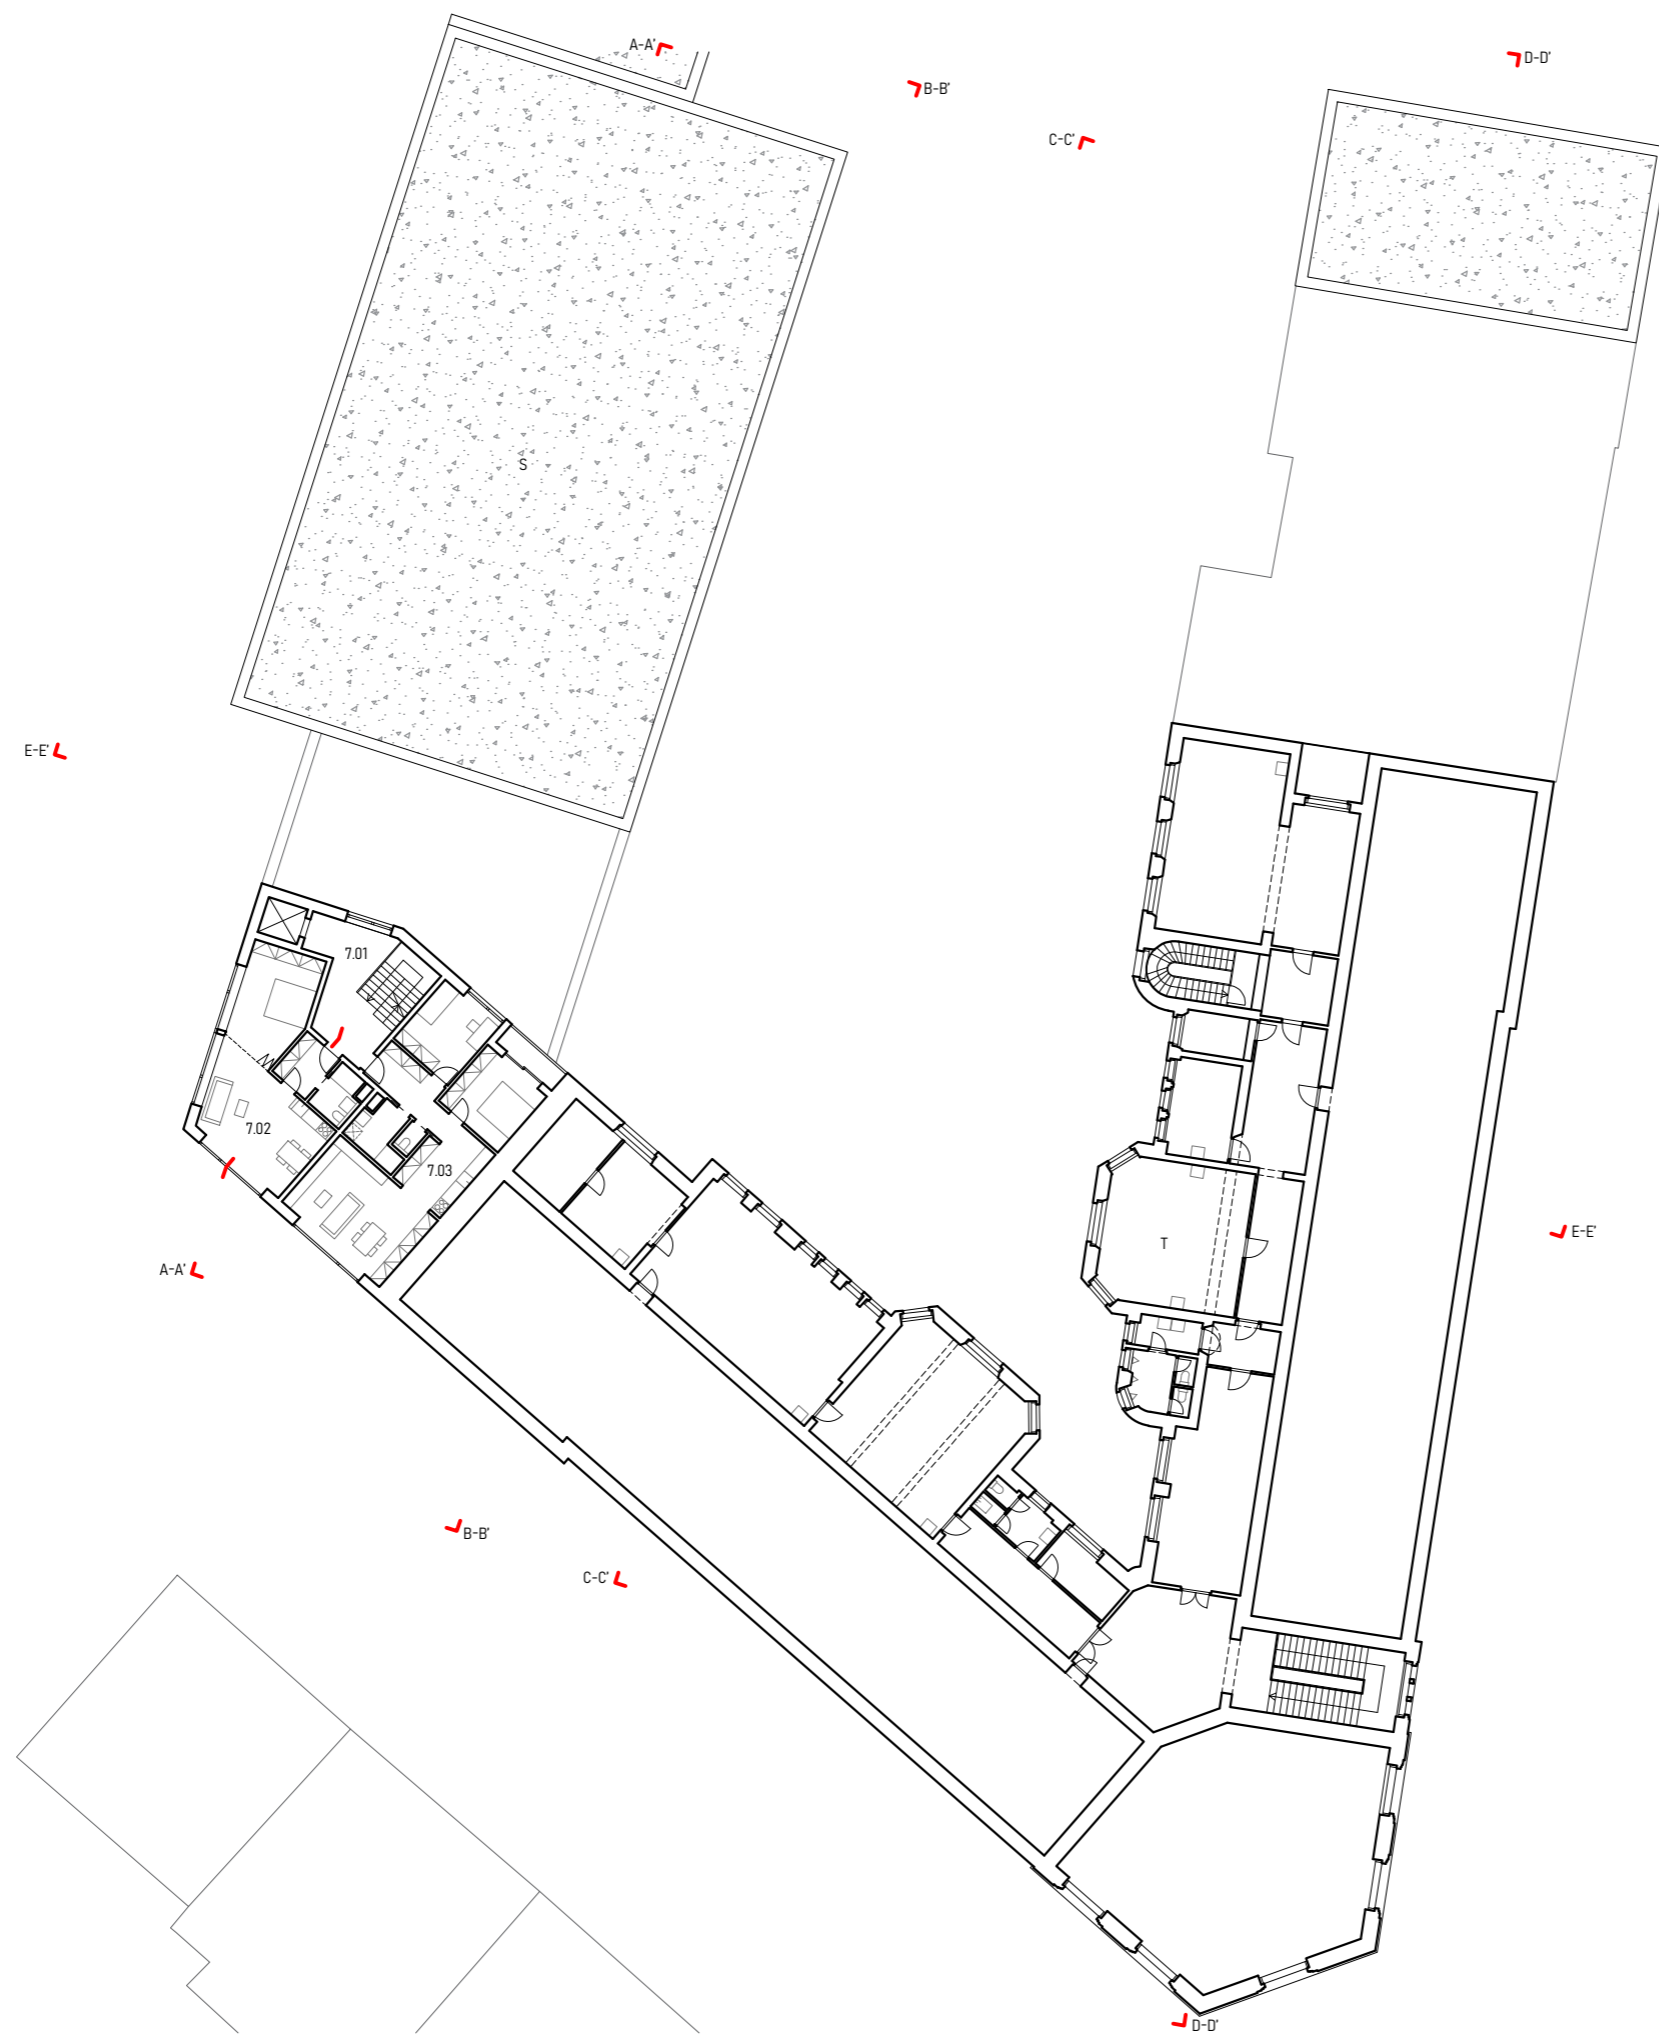 A-A'
D-D'
B-B'
C-C'
S
E-E'
7.01
7.02
7.03
E-E'
T
A-A'
B-B'
C-C'
D-D'